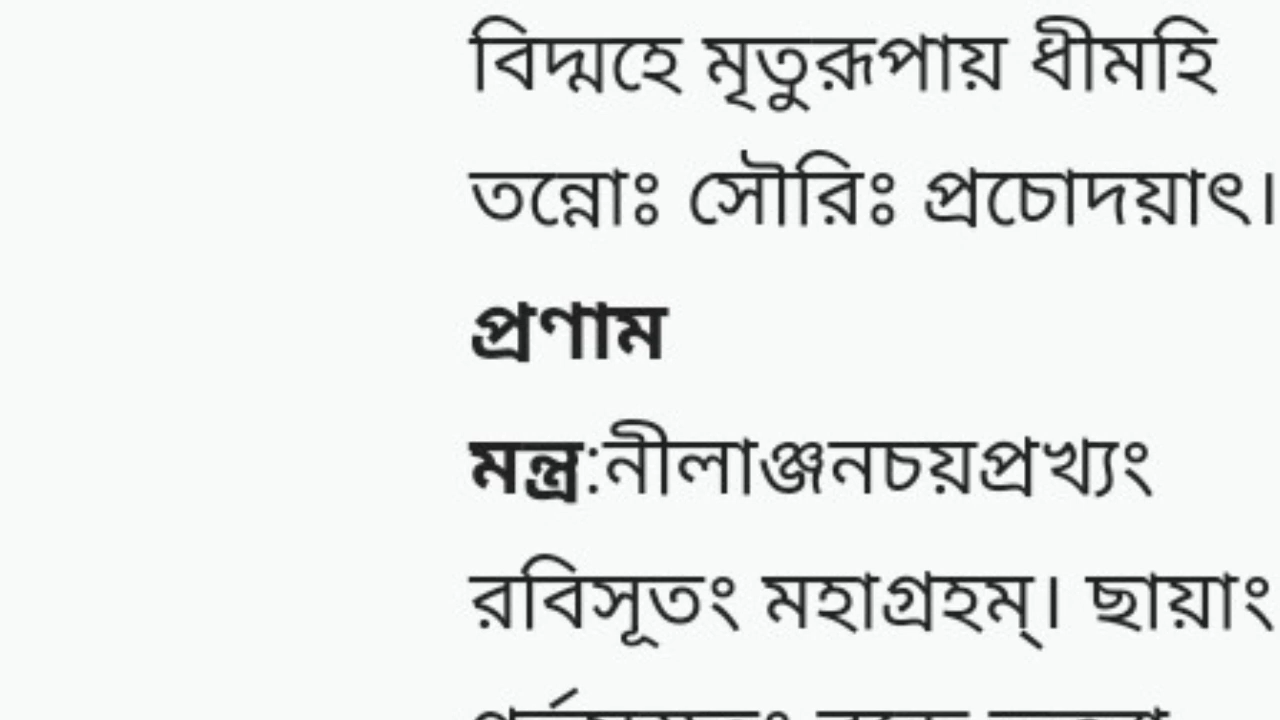 বিদ্মহে মৃতুরূপায় ধীমহি
তন্নোঃ সৌরিঃ প্রচোদয়াৎ।
প্রণাম
মন্ত্র:নীলাঞ্জনচয়প্রখ্যং
রবিসূতং মহাগ্রহম্। ছায়াং